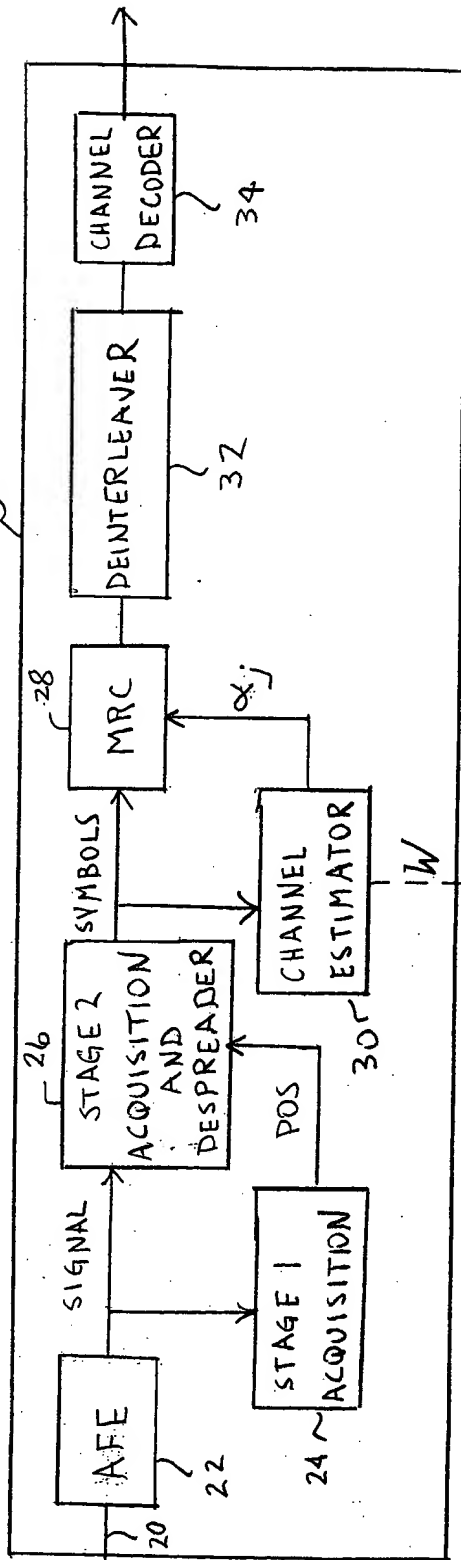 20
AFE
22
SIGNAL
STAGE 1
ACQUISITION
24
POS
26
STAGE 2
ACQUISITION
AND
DESPREADER
SYMBOLS
CHANNEL
ESTIMATOR
30
W
αj
28
MRC
DEINTERLEAVER
32
CHANNEL
DECODER
34